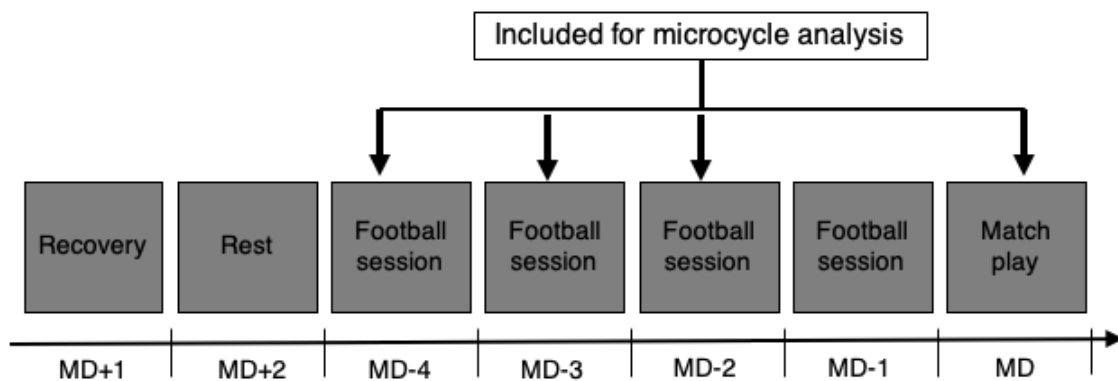 Included for microcycle analysis
Recovery
Rest
Football
session
Football
session
Football
session
Football
session
Match
play
MD+1
MD+2
MD-4
MD-3
MD-2
MD-1
MD